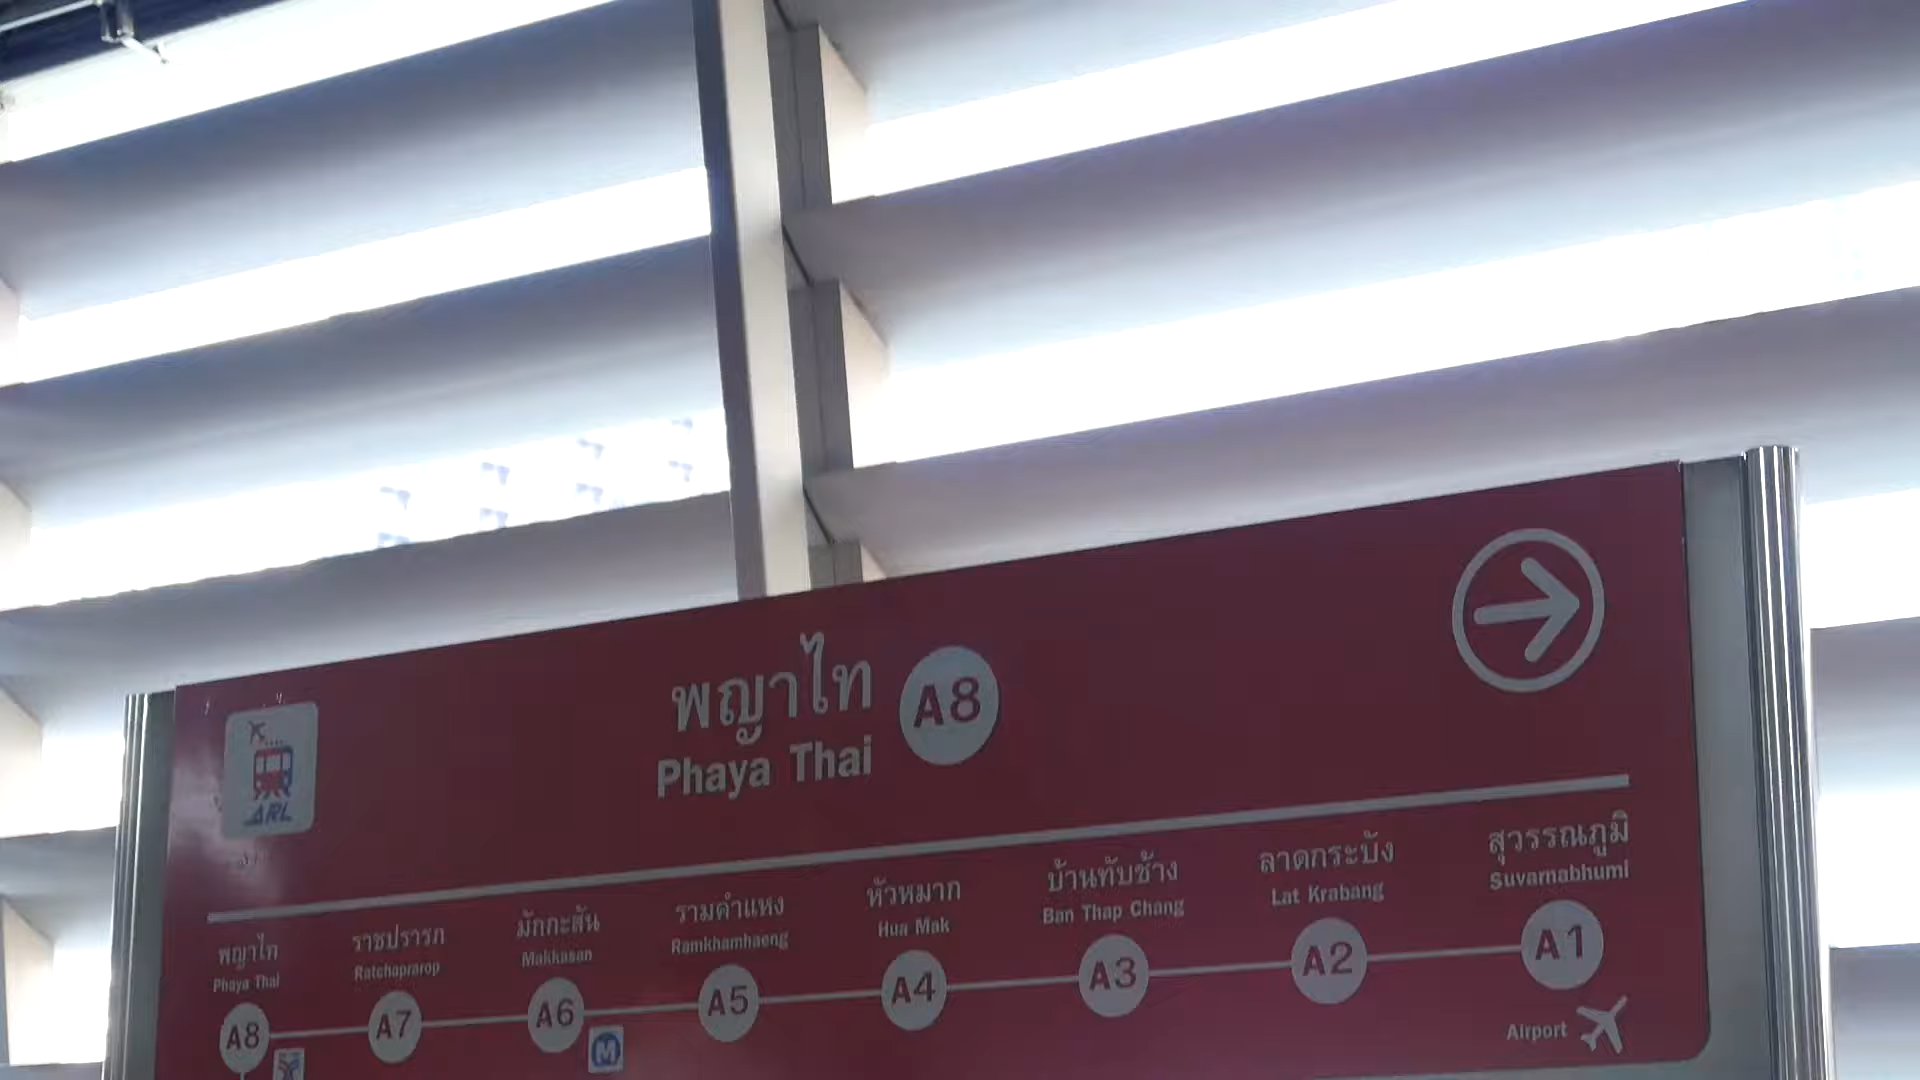 พญาไท A8
Phaya Thai
ARL
พญาไท
Phaya Thai
A8
ราชปรารภ
Ratchaprarop
A7
มักกะสัน
Makkasan
A6
M
รามคำแหง
Ramkhamhaeng
A5
หัวหมาก
Hua Mak
A4
บ้านทับช้าง
Ban Thap Chang
A3
ลาดกระบัง
Lat Krabang
A2
สุวรรณภูมิ
Suvarnabhumi
A1
Airport